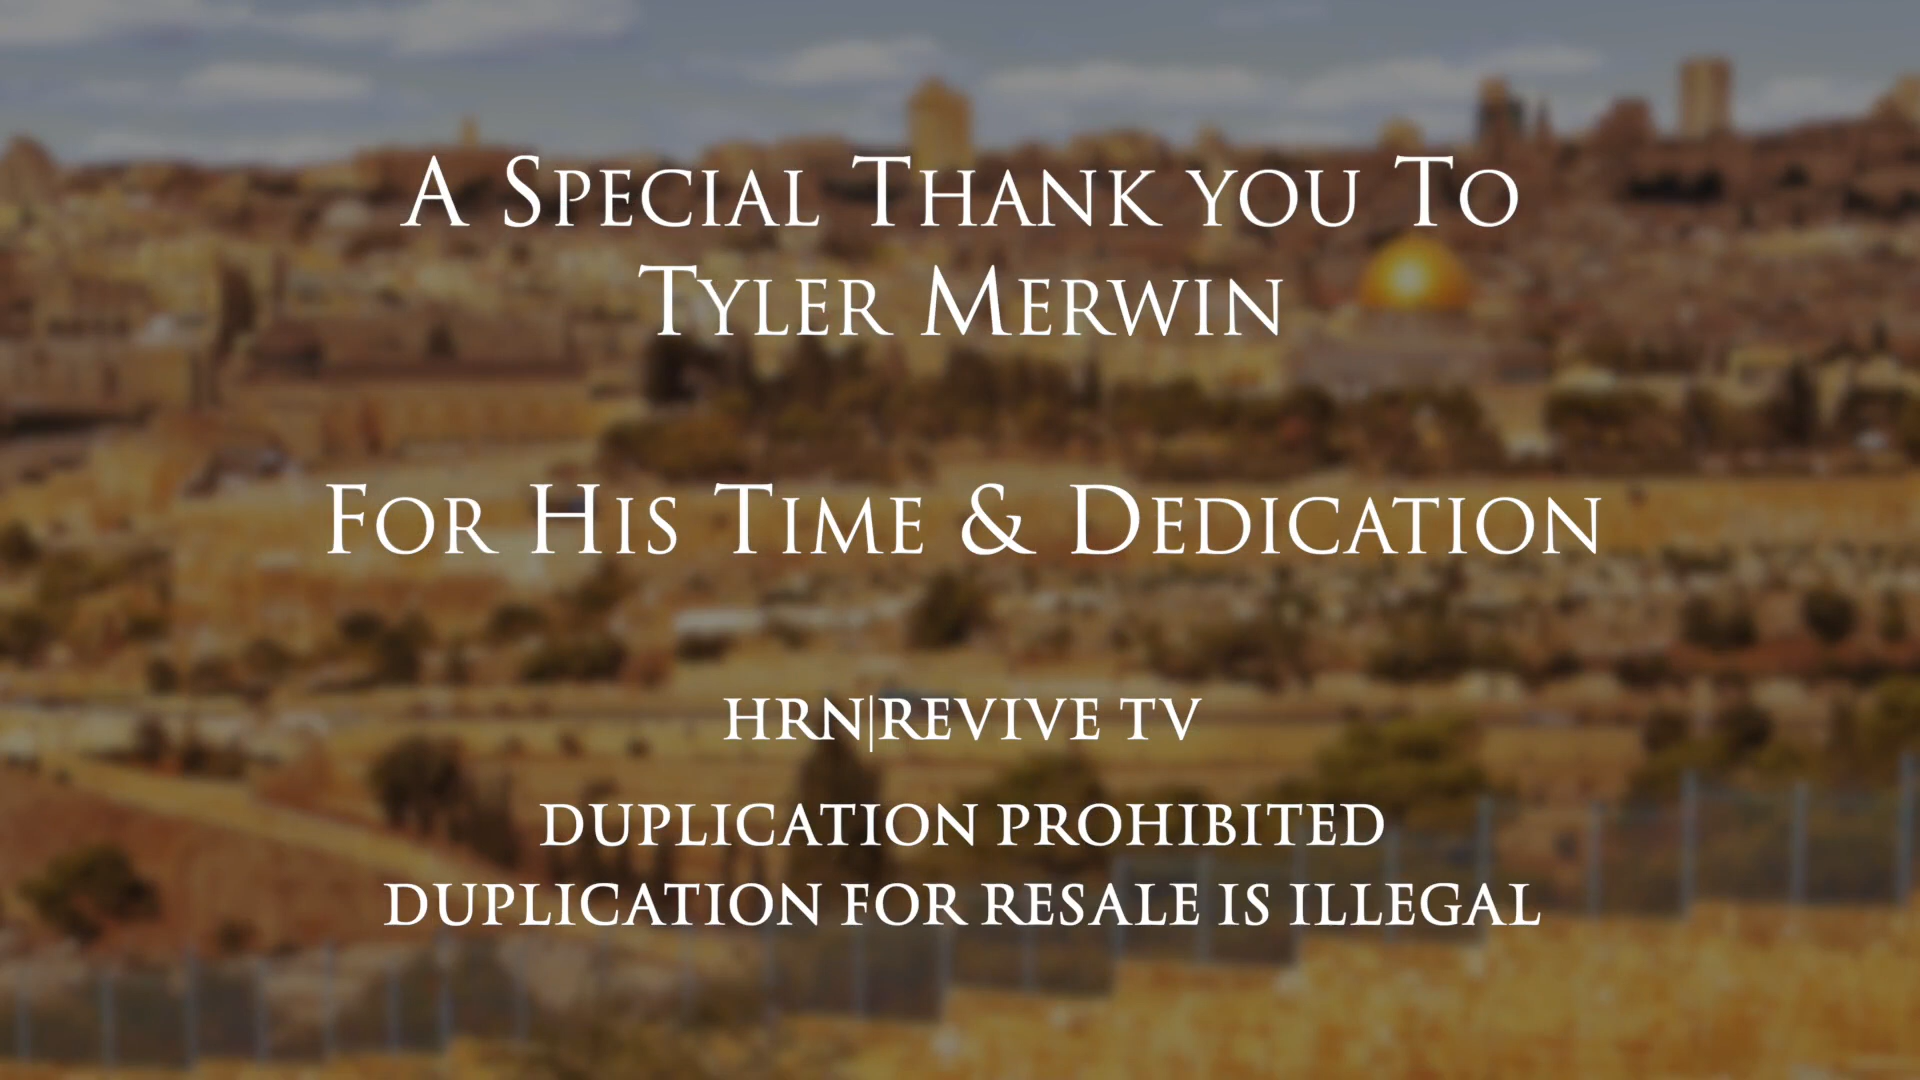 A Special Thank you To
Tyler Merwin
For His Time & Dedication
HRN|REVIVE TV
DUPLICATION PROHIBITED
DUPLICATION FOR RESALE IS ILLEGAL